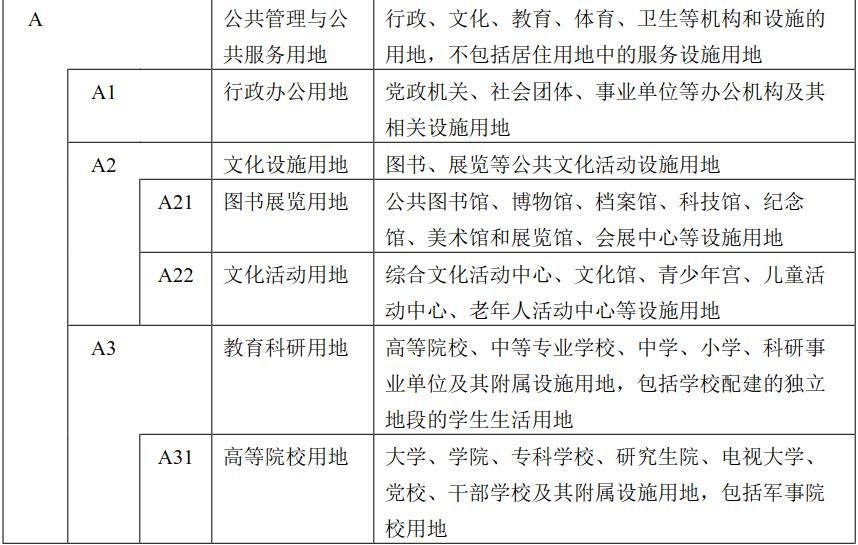 A 公共管理与公 行政、文化、教育、体育、卫生等机构和设施的
共服务用地 用地，不包括居住用地中的服务设施用地
A1 行政办公用地 党政机关、社会团体、事业单位等办公机构及其
相关设施用地
A2 文化设施用地 图书、展览等公共文化活动设施用地
A21 图书展览用地 公共图书馆、博物馆、档案馆、科技馆、纪念
馆、美术馆和展览馆、会展中心等设施用地
A22 文化活动用地 综合文化活动中心、文化馆、青少年宫、儿童活
动中心、老年人活动中心等设施用地
A3 教育科研用地 高等院校、中等专业学校、中学、小学、科研事
业单位及其附属设施用地，包括学校配建的独立
地段的学生生活用地
A31 高等院校用地 大学、学院、专科学校、研究生院、电视大学、
党校、干部学校及其附属设施用地，包括军事院
校用地